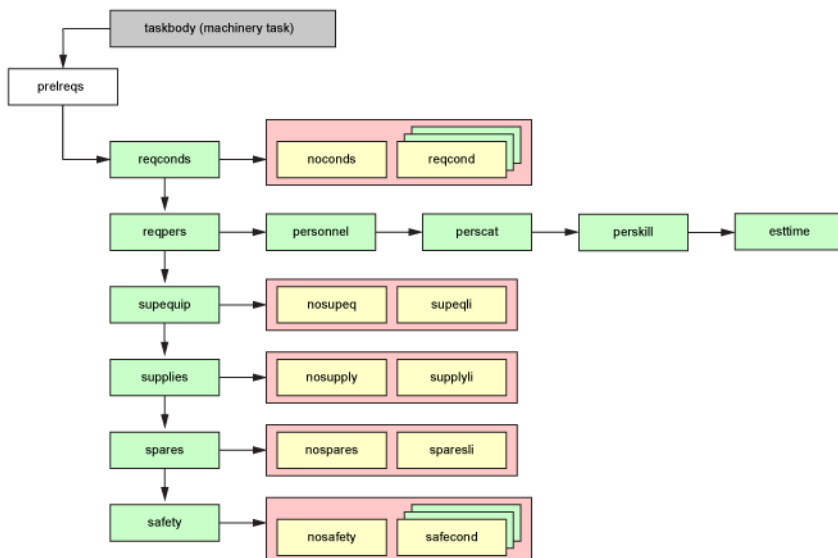 taskbody (machinery task)
prelreqs
reqconds
noconds
reqcond
reqpers
personnel
perscat
perskill
esttime
supequip
nosupeq
supeqli
supplies
nosupply
supplyli
spares
nospares
sparesli
safety
nosafety
safecond